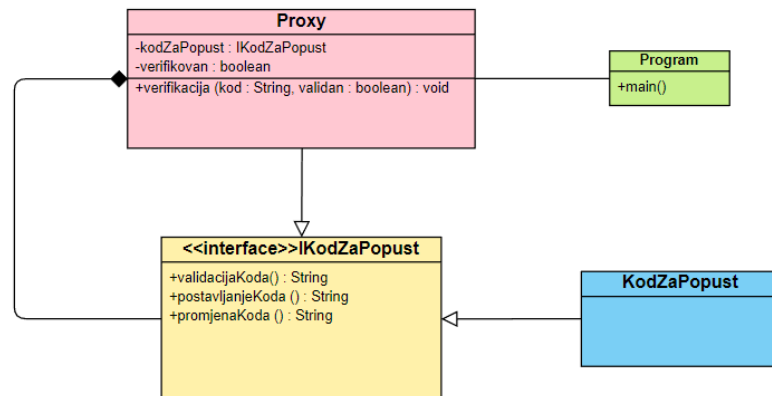 Proxy
-kodZaPopust : IKodZaPopust
-verifikovan : boolean
+verifikacija (kod : String, validan : boolean) : void
Program
+main()
<<interface>>IKodZaPopust
+validacijaKoda() : String
+postavljanjeKoda () : String
+promjenaKoda () : String
KodZaPopust